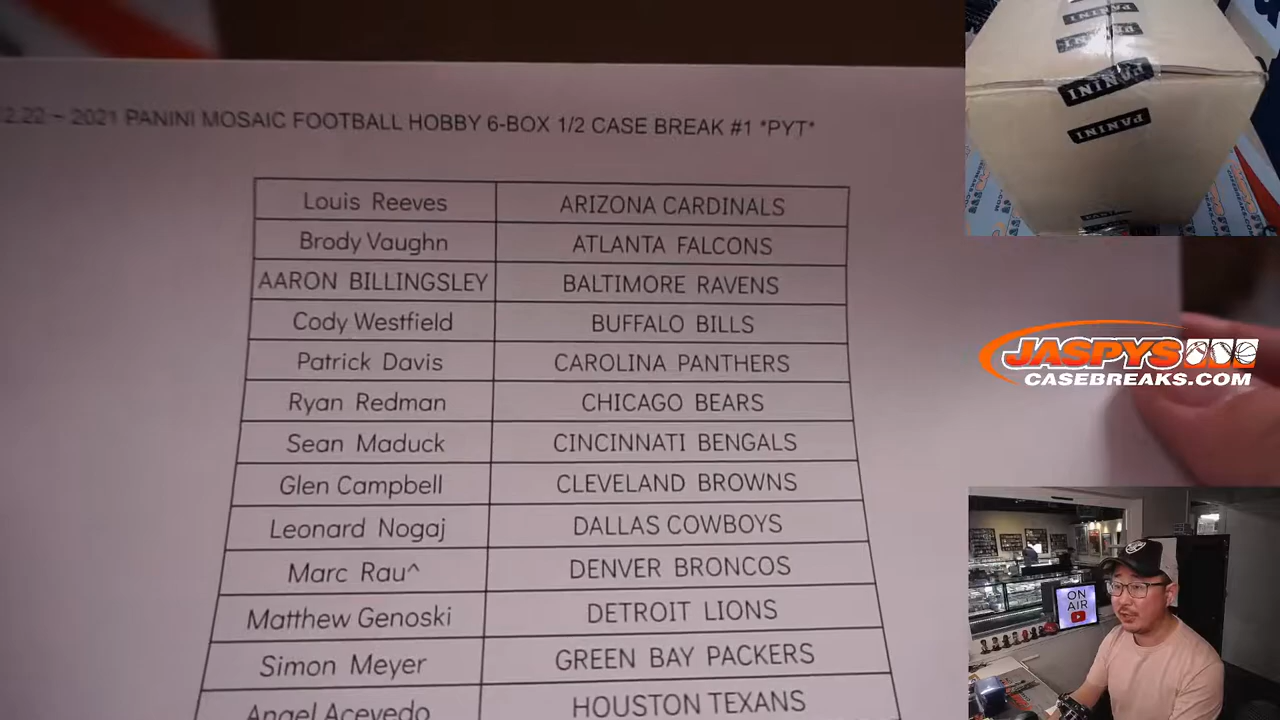 2.22 ~ 2021 PANINI MOSAIC FOOTBALL HOBBY 6-BOX 1/2 CASE BREAK #1 *PYT*
Louis Reeves ARIZONA CARDINALS
Brody Vaughn ATLANTA FALCONS
AARON BILLINGSLEY BALTIMORE RAVENS
Cody Westfield BUFFALO BILLS
Patrick Davis CAROLINA PANTHERS
Ryan Redman CHICAGO BEARS
Sean Maduck CINCINNATI BENGALS
Glen Campbell CLEVELAND BROWNS
Leonard Nogaj DALLAS COWBOYS
Marc Rau^ DENVER BRONCOS
Matthew Genoski DETROIT LIONS
Simon Meyer GREEN BAY PACKERS
Angel Acevedo HOUSTON TEXANS
PANINI
PANINI
PANINI
PANINI
JASPYS
CASEBREAKS.COM
ON
AIR